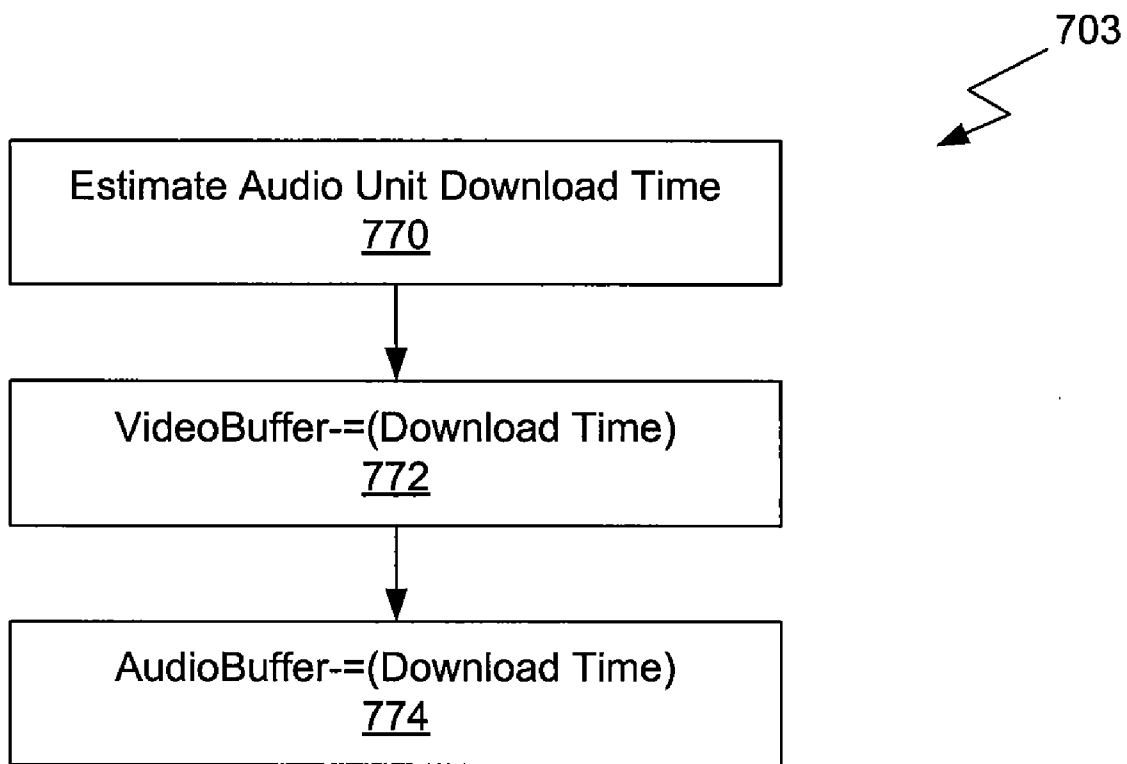 703
Estimate Audio Unit Download Time
770
VideoBuffer-=(Download Time)
772
AudioBuffer-=(Download Time)
774